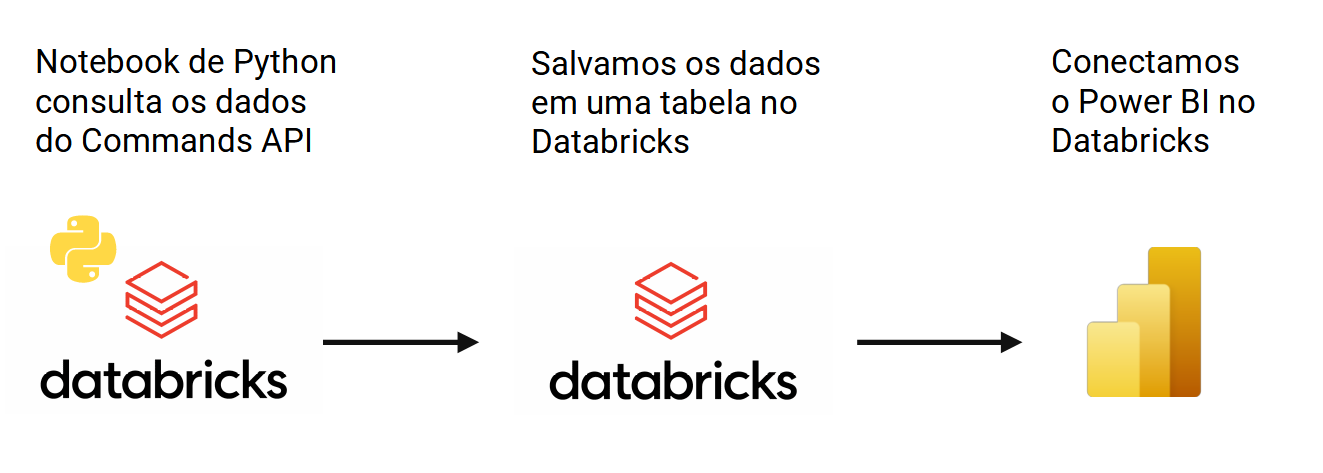 Notebook de Python
consulta os dados
do Commands API
Salvamos os dados
em uma tabela no
Databricks
Conectamos
o Power BI no
Databricks
databricks
databricks